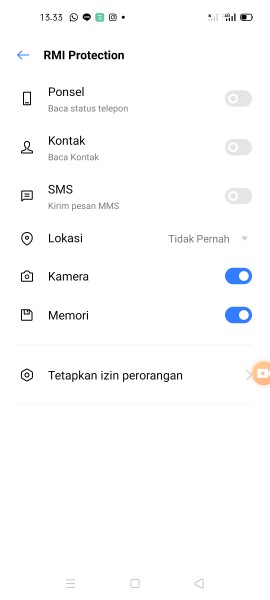 13.33
RMI Protection
Ponsel
Baca status telepon
Kontak
Baca Kontak
SMS
Kirim pesan MMS
Lokasi Tidak Pernah
Kamera
Memori
Tetapkan izin perorangan